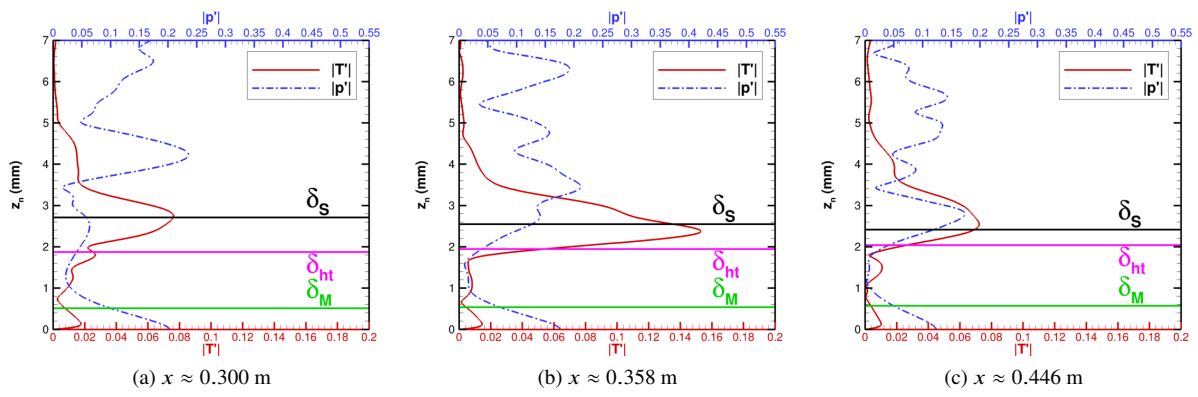 |p'|
0 0.05 0.1 0.15 0.2 0.25 0.3 0.35 0.4 0.45 0.5 0.55
7
6
5
4
3
2
1
0
z_n (mm)
|T'|
|p'|
δ_S
δ_ht
δ_M
0 0.02 0.04 0.06 0.08 0.1 0.12 0.14 0.16 0.18 0.2
|T'|
(a) x ≈ 0.300 m
|p'|
0 0.05 0.1 0.15 0.2 0.25 0.3 0.35 0.4 0.45 0.5 0.55
7
6
5
4
3
2
1
0
z_n (mm)
|T'|
|p'|
δ_S
δ_ht
δ_M
0 0.02 0.04 0.06 0.08 0.1 0.12 0.14 0.16 0.18 0.2
|T'|
(b) x ≈ 0.358 m
|p'|
0 0.05 0.1 0.15 0.2 0.25 0.3 0.35 0.4 0.45 0.5 0.55
7
6
5
4
3
2
1
0
z_n (mm)
|T'|
|p'|
δ_S
δ_ht
δ_M
0 0.02 0.04 0.06 0.08 0.1 0.12 0.14 0.16 0.18 0.2
|T'|
(c) x ≈ 0.446 m